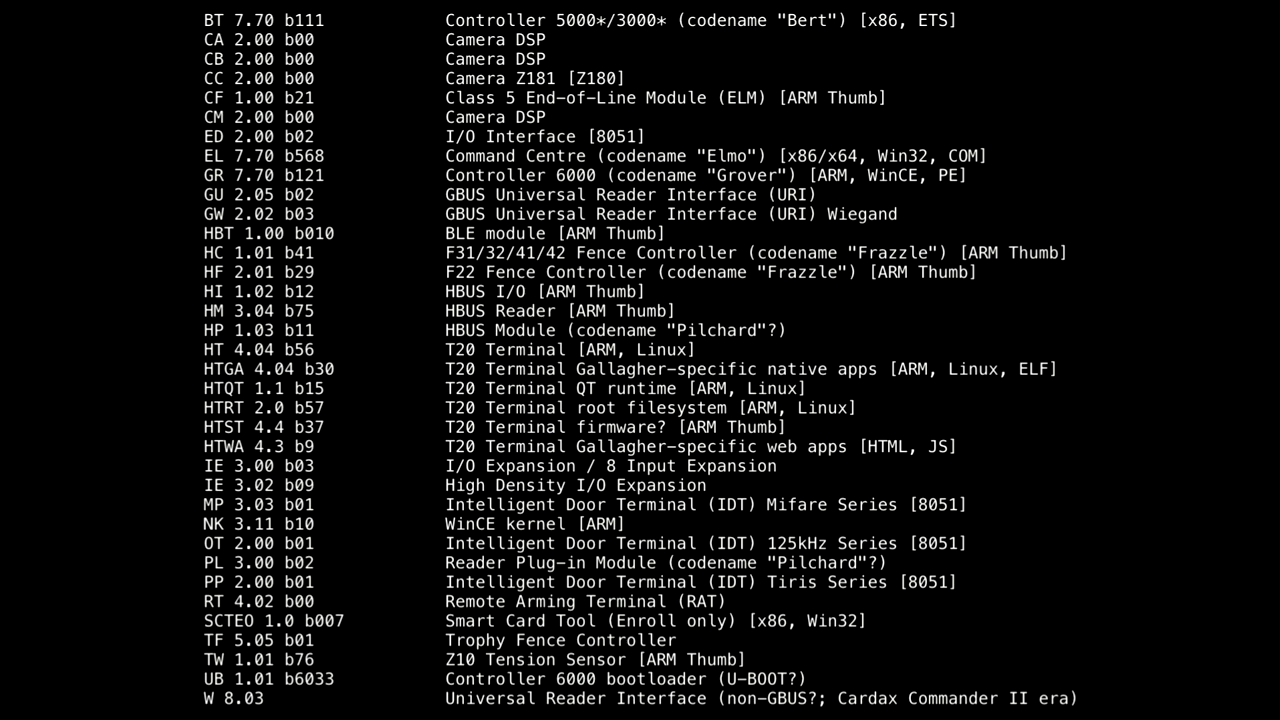 BT 7.70 b111 Controller 5000*/3000* (codename "Bert") [x86, ETS]
CA 2.00 b00 Camera DSP
CB 2.00 b00 Camera DSP
CC 2.00 b00 Camera Z181 [Z180]
CF 1.00 b21 Class 5 End-of-Line Module (ELM) [ARM Thumb]
CM 2.00 b00 Camera DSP
ED 2.00 b02 I/O Interface [8051]
EL 7.70 b568 Command Centre (codename "Elmo") [x86/x64, Win32, COM]
GR 7.70 b121 Controller 6000 (codename "Grover") [ARM, WinCE, PE]
GU 2.05 b02 GBUS Universal Reader Interface (URI)
GW 2.02 b03 GBUS Universal Reader Interface (URI) Wiegand
HBT 1.00 b010 BLE module [ARM Thumb]
HC 1.01 b41 F31/32/41/42 Fence Controller (codename "Frazzle") [ARM Thumb]
HF 2.01 b29 F22 Fence Controller (codename "Frazzle") [ARM Thumb]
HI 1.02 b12 HBUS I/O [ARM Thumb]
HM 3.04 b75 HBUS Reader [ARM Thumb]
HP 1.03 b11 HBUS Module (codename "Pilchard"?)
HT 4.04 b56 T20 Terminal [ARM, Linux]
HTGA 4.04 b30 T20 Terminal Gallagher-specific native apps [ARM, Linux, ELF]
HTQT 1.1 b15 T20 Terminal QT runtime [ARM, Linux]
HTRT 2.0 b57 T20 Terminal root filesystem [ARM, Linux]
HTST 4.4 b37 T20 Terminal firmware? [ARM Thumb]
HTWA 4.3 b9 T20 Terminal Gallagher-specific web apps [HTML, JS]
IE 3.00 b03 I/O Expansion / 8 Input Expansion
IE 3.02 b09 High Density I/O Expansion
MP 3.03 b01 Intelligent Door Terminal (IDT) Mifare Series [8051]
NK 3.11 b10 WinCE kernel [ARM]
OT 2.00 b01 Intelligent Door Terminal (IDT) 125kHz Series [8051]
PL 3.00 b02 Reader Plug-in Module (codename "Pilchard"?)
PP 2.00 b01 Intelligent Door Terminal (IDT) Tiris Series [8051]
RT 4.02 b00 Remote Arming Terminal (RAT)
SCTEO 1.0 b007 Smart Card Tool (Enroll only) [x86, Win32]
TF 5.05 b01 Trophy Fence Controller
TW 1.01 b76 Z10 Tension Sensor [ARM Thumb]
UB 1.01 b6033 Controller 6000 bootloader (U-BOOT?)
W 8.03 Universal Reader Interface (non-GBUS?; Cardax Commander II era)